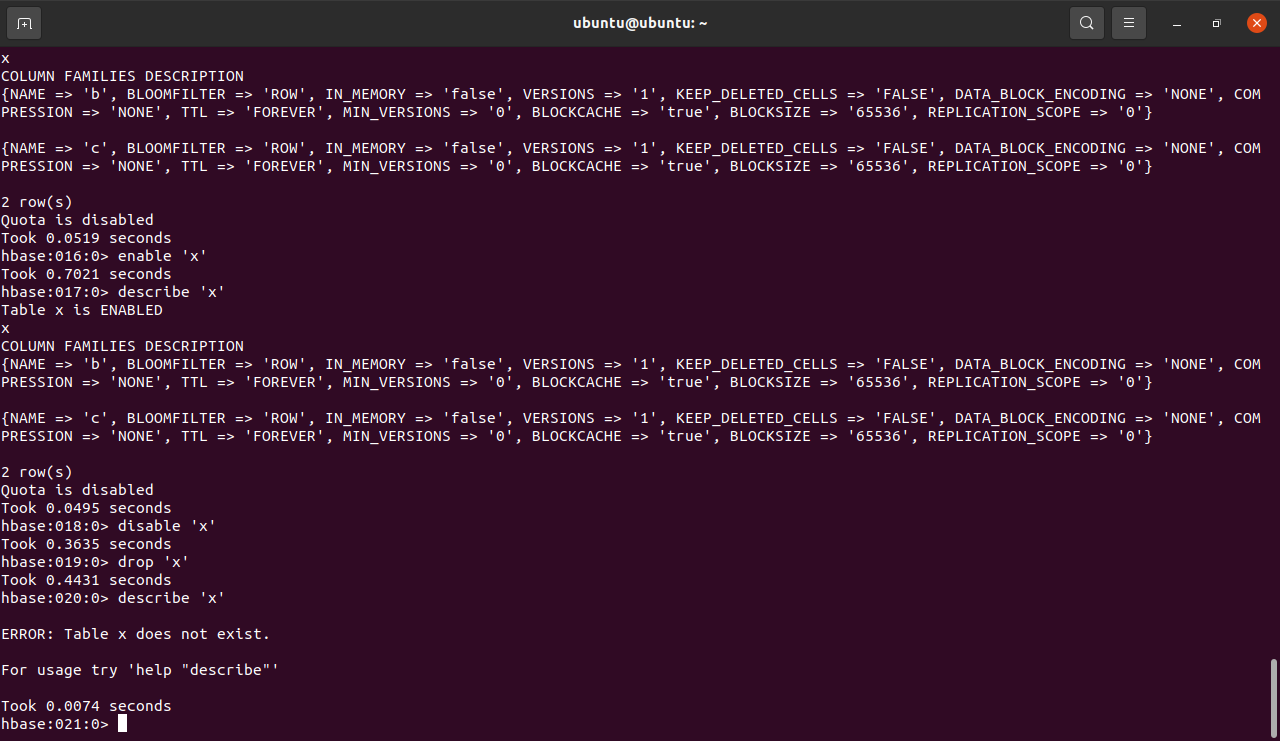 ubuntu@ubuntu: ~
x
COLUMN FAMILIES DESCRIPTION
{NAME => 'b', BLOOMFILTER => 'ROW', IN_MEMORY => 'false', VERSIONS => '1', KEEP_DELETED_CELLS => 'FALSE', DATA_BLOCK_ENCODING => 'NONE', COM
PRESSION => 'NONE', TTL => 'FOREVER', MIN_VERSIONS => '0', BLOCKCACHE => 'true', BLOCKSIZE => '65536', REPLICATION_SCOPE => '0'}
{NAME => 'c', BLOOMFILTER => 'ROW', IN_MEMORY => 'false', VERSIONS => '1', KEEP_DELETED_CELLS => 'FALSE', DATA_BLOCK_ENCODING => 'NONE', COM
PRESSION => 'NONE', TTL => 'FOREVER', MIN_VERSIONS => '0', BLOCKCACHE => 'true', BLOCKSIZE => '65536', REPLICATION_SCOPE => '0'}
2 row(s)
Quota is disabled
Took 0.0519 seconds
hbase:016:0> enable 'x'
Took 0.7021 seconds
hbase:017:0> describe 'x'
Table x is ENABLED
x
COLUMN FAMILIES DESCRIPTION
{NAME => 'b', BLOOMFILTER => 'ROW', IN_MEMORY => 'false', VERSIONS => '1', KEEP_DELETED_CELLS => 'FALSE', DATA_BLOCK_ENCODING => 'NONE', COM
PRESSION => 'NONE', TTL => 'FOREVER', MIN_VERSIONS => '0', BLOCKCACHE => 'true', BLOCKSIZE => '65536', REPLICATION_SCOPE => '0'}
{NAME => 'c', BLOOMFILTER => 'ROW', IN_MEMORY => 'false', VERSIONS => '1', KEEP_DELETED_CELLS => 'FALSE', DATA_BLOCK_ENCODING => 'NONE', COM
PRESSION => 'NONE', TTL => 'FOREVER', MIN_VERSIONS => '0', BLOCKCACHE => 'true', BLOCKSIZE => '65536', REPLICATION_SCOPE => '0'}
2 row(s)
Quota is disabled
Took 0.0495 seconds
hbase:018:0> disable 'x'
Took 0.3635 seconds
hbase:019:0> drop 'x'
Took 0.4431 seconds
hbase:020:0> describe 'x'
ERROR: Table x does not exist.
For usage try 'help "describe"'
Took 0.0074 seconds
hbase:021:0>